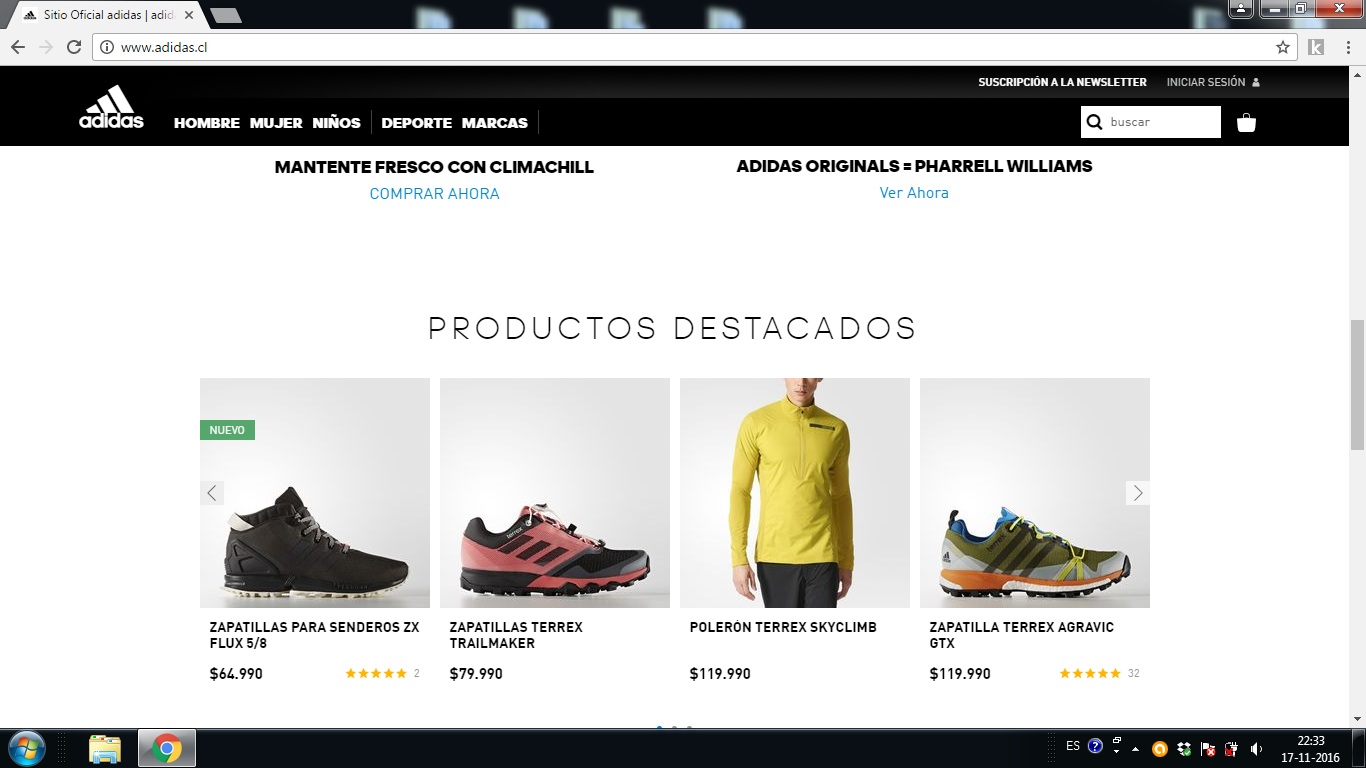 Sitio Oficial adidas | adid
www.adidas.cl
k
SUSCRIPCIÓN A LA NEWSLETTER
INICIAR SESIÓN
adidas
HOMBRE MUJER NIÑOS
DEPORTE MARCAS
buscar
MANTENTE FRESCO CON CLIMACHILL
COMPRAR AHORA
ADIDAS ORIGINALS = PHARRELL WILLIAMS
Ver Ahora
PRODUCTOS DESTACADOS
NUEVO
terrex
terrex
ZAPATILLAS PARA SENDEROS ZX
FLUX 5/8
$64.990
2
ZAPATILLAS TERREX
TRAILMAKER
$79.990
POLERÓN TERREX SKYCLIMB
$119.990
ZAPATILLA TERREX AGRAVIC
GTX
$119.990
32
ES
22:33
17-11-2016